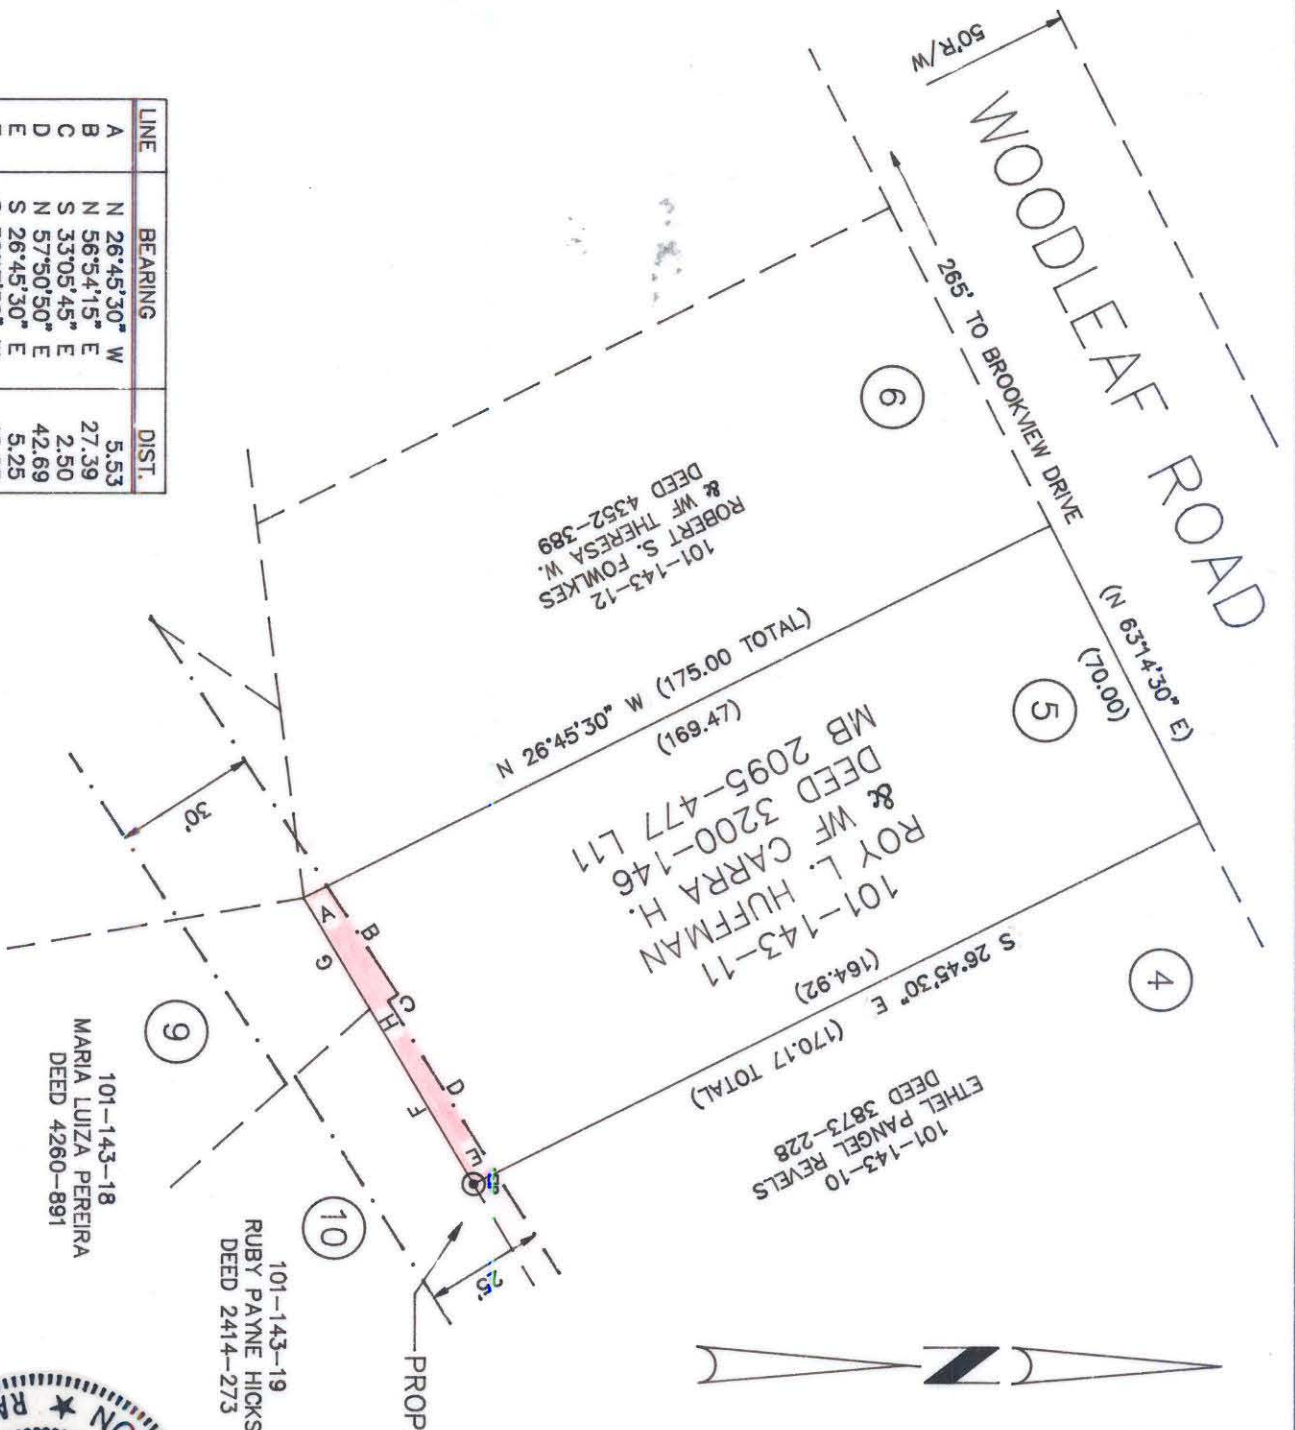 50'R/W
WOODLEAF ROAD
265' TO BROOKVIEW DRIVE
(N 63°14'30" E)
(70.00)
6
101-143-12
ROBERT S. FOWLKES
& WF THERESA W.
DEED 4352-389
N 26°45'30" W (175.00 TOTAL)
(169.47)
5
101-143-11
ROY L. HUFFMAN
& WF CARRA H.
DEED 3200-146
MB 2095-477 L11
S 26°45'30" E (170.17 TOTAL)
(164.92)
4
101-143-10
ETHEL PANGEL REVELS
DEED 3873-228
30'
A
B
C
D
E
F
G
H
25'
9
101-143-18
MARIA LUIZA PEREIRA
DEED 4260-891
10
101-143-19
RUBY PAYNE HICKS
DEED 2414-273
PROP
LINE BEARING DIST.
A N 26°45'30" W 5.53
B N 56°54'15" E 27.39
C S 33°05'45" E 2.50
D N 57°50'50" E 42.69
E S 26°45'30" E 5.25
N